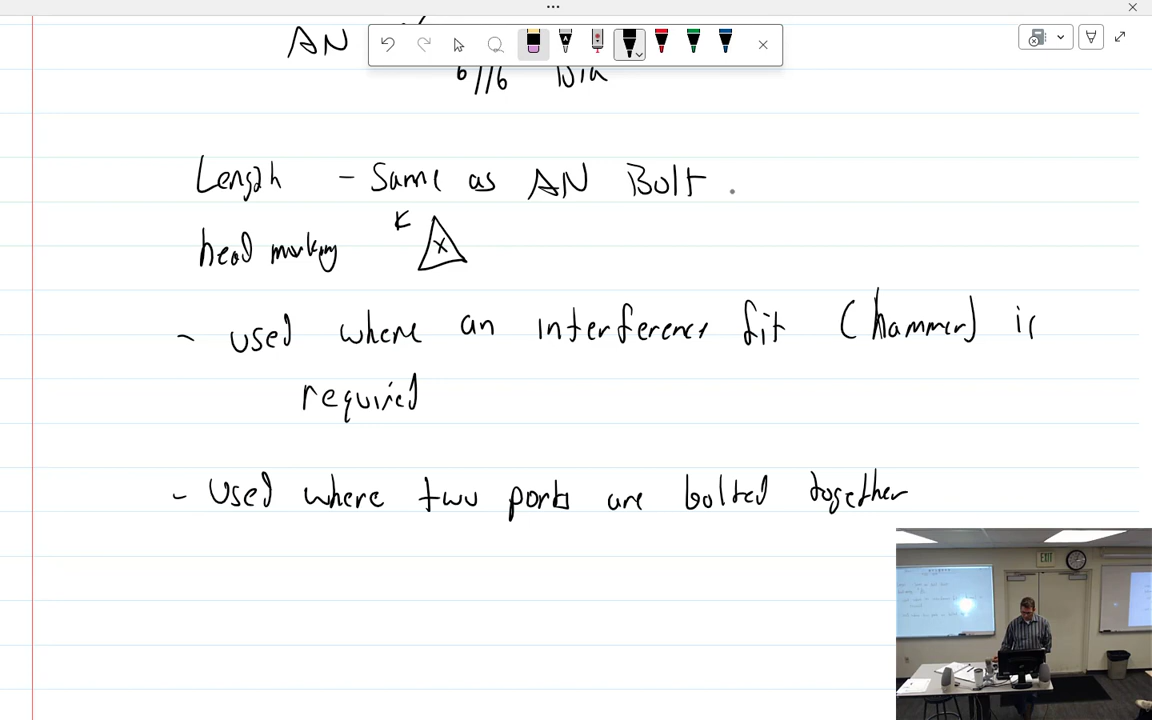 AN
6/16 Dia
Length - Same as AN Bolt .
head marking X
- used where an interference fit (hammer) is
required
- Used where two parts are bolted together
EXIT